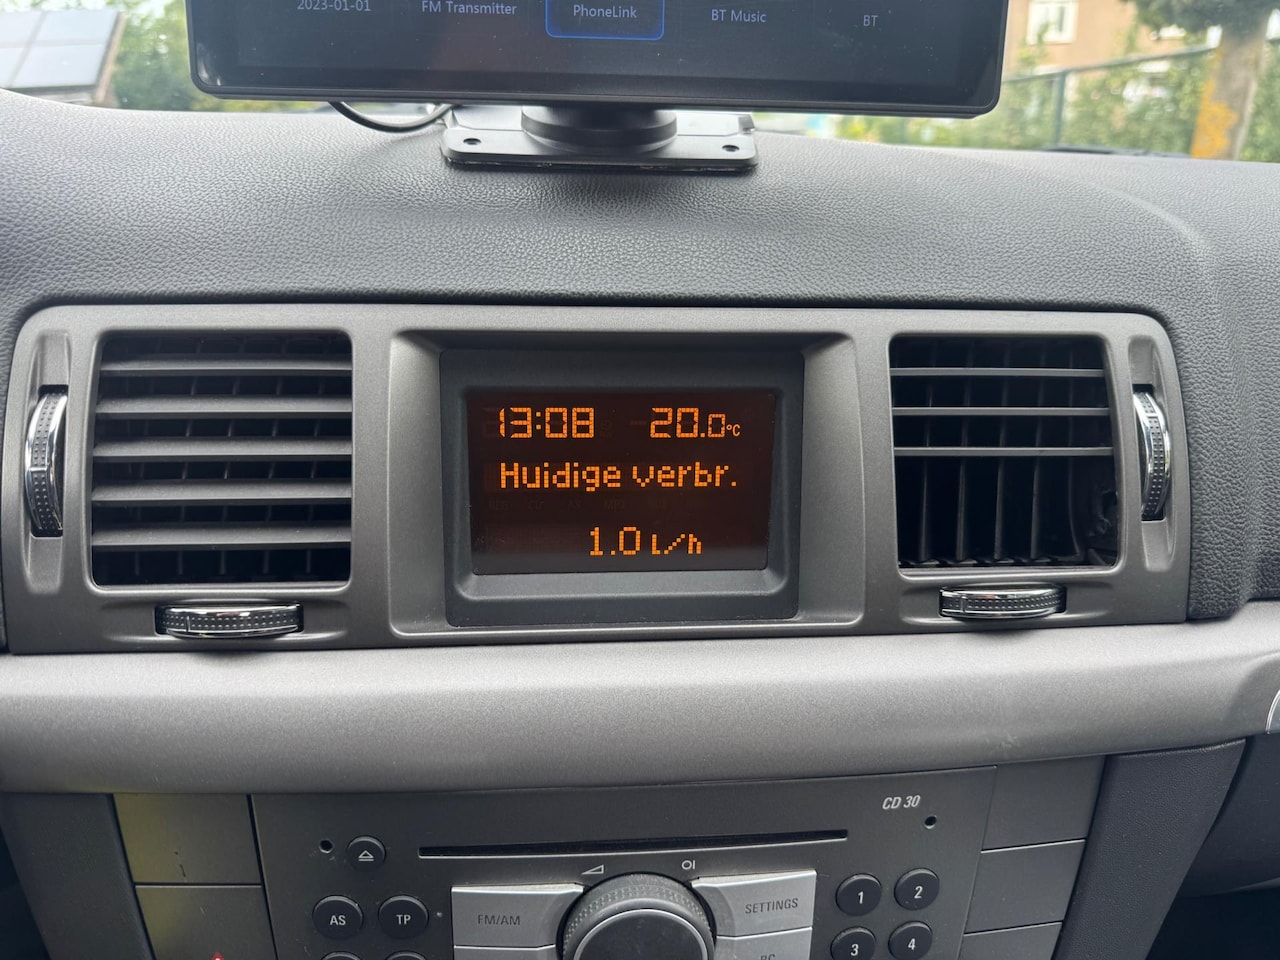 2023-01-01 FM Transmitter PhoneLink BT Music BT
13:08 20.0°C
Huidige verbr.
1.0 l/h
CD 30
AS TP FM/AM SETTINGS 1 2
BC 3 4